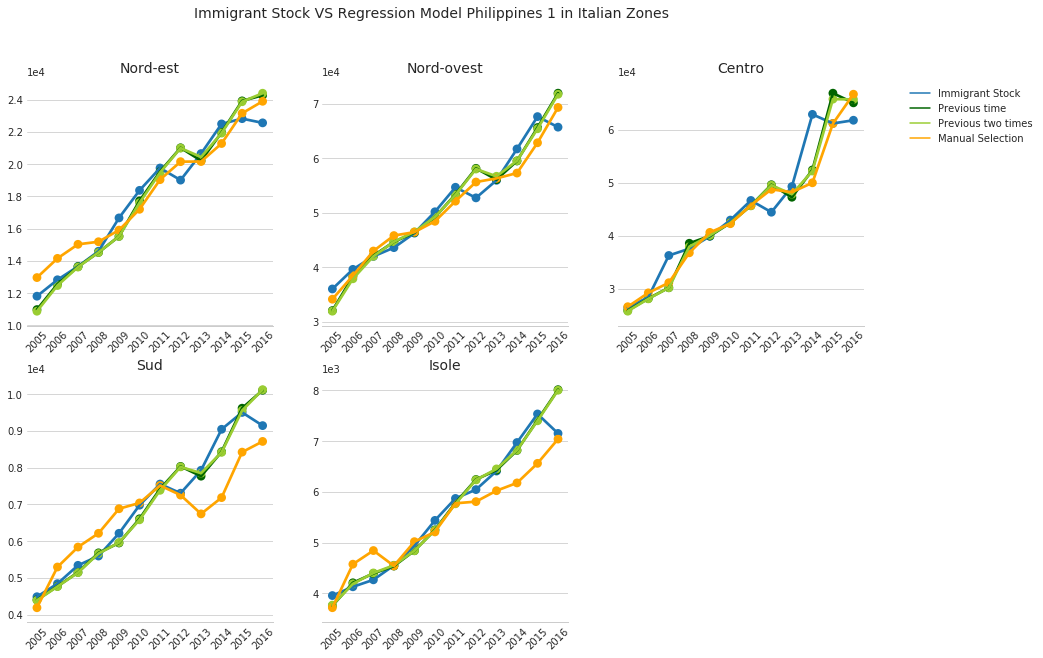 Immigrant Stock VS Regression Model Philippines 1 in Italian Zones
Nord-est
1e4
2.4
2.2
2.0
1.8
1.6
1.4
1.2
1.0
2005 2006 2007 2008 2009 2010 2011 2012 2013 2014 2015 2016
Nord-ovest
1e4
7
6
5
4
3
2005 2006 2007 2008 2009 2010 2011 2012 2013 2014 2015 2016
Centro
1e4
6
5
4
3
2005 2006 2007 2008 2009 2010 2011 2012 2013 2014 2015 2016
Immigrant Stock
Previous time
Previous two times
Manual Selection
Sud
1e4
1.0
0.9
0.8
0.7
0.6
0.5
0.4
2005 2006 2007 2008 2009 2010 2011 2012 2013 2014 2015 2016
Isole
1e3
8
7
6
5
4
2005 2006 2007 2008 2009 2010 2011 2012 2013 2014 2015 2016